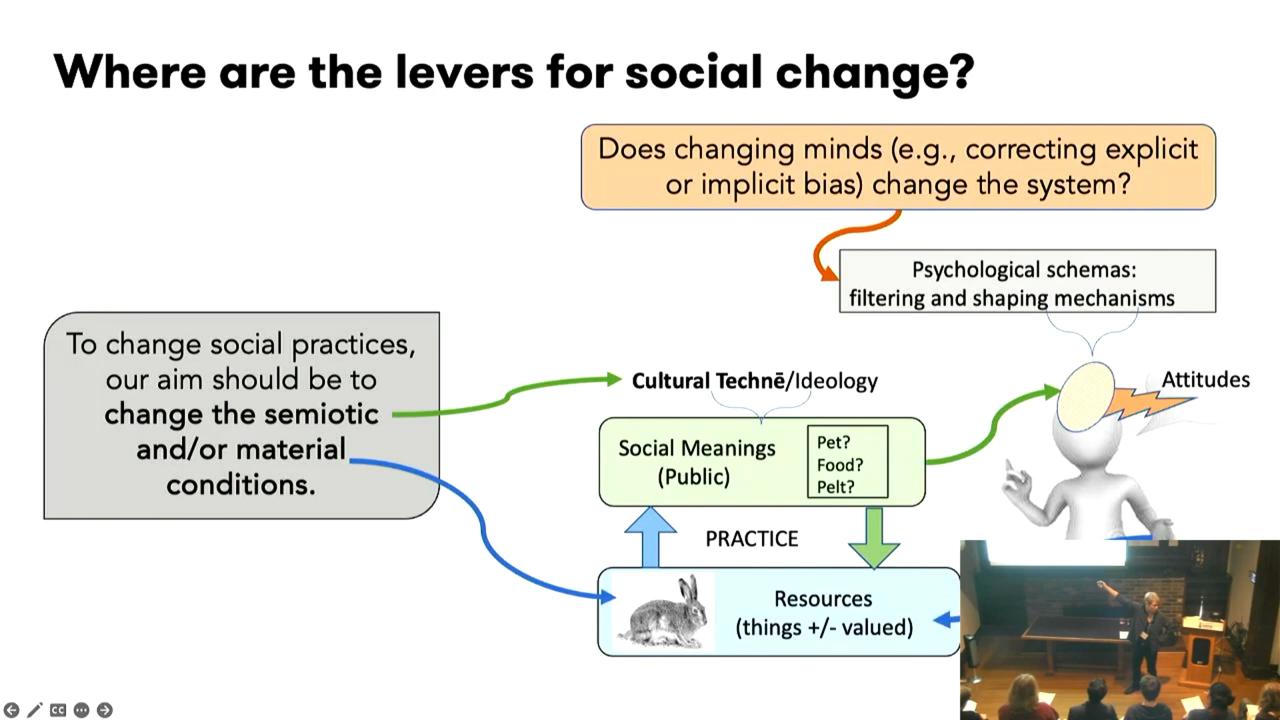 Where are the levers for social change?
Does changing minds (e.g., correcting explicit
or implicit bias) change the system?
Psychological schemas:
filtering and shaping mechanisms
To change social practices,
our aim should be to
change the semiotic
and/or material
conditions.
Cultural Technē/Ideology
Attitudes
Social Meanings
(Public)
Pet?
Food?
Pelt?
PRACTICE
Resources
(things +/- valued)
CC